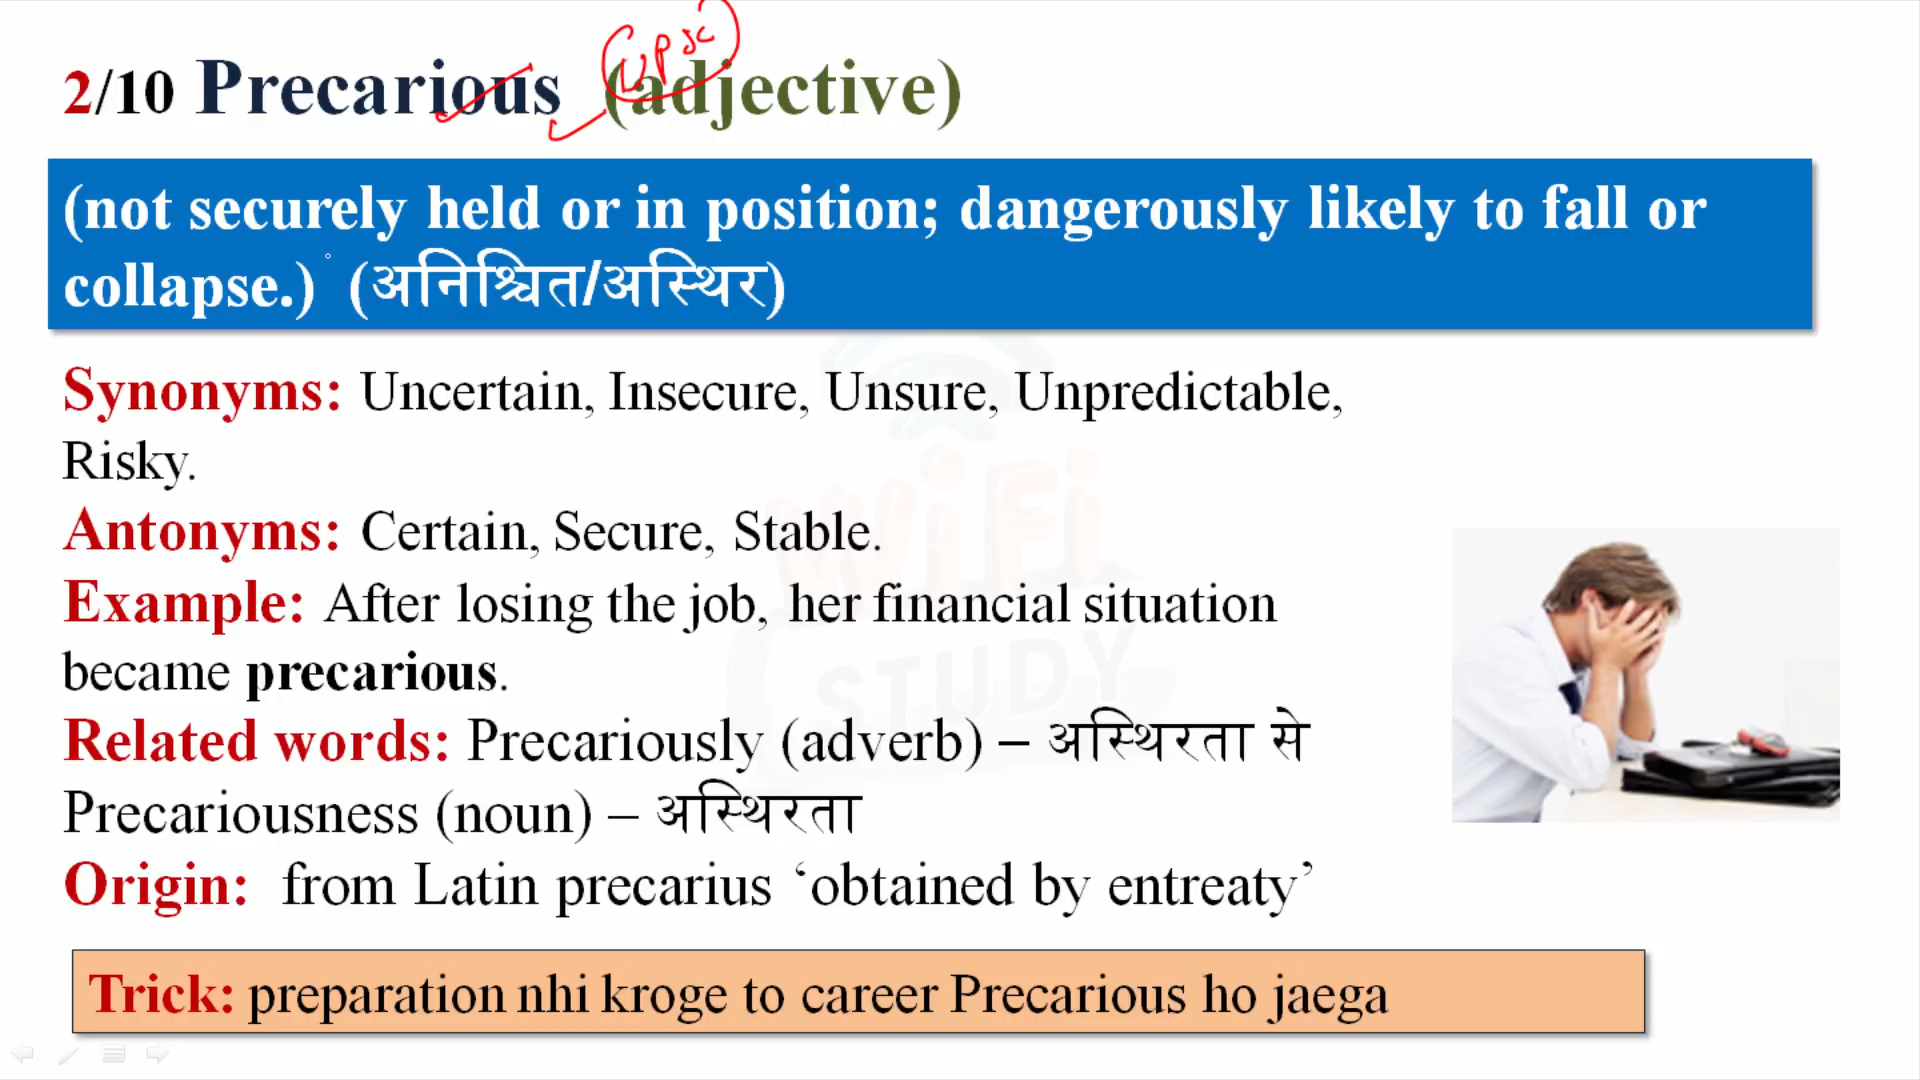 UPSC
2/10 Precarious (adjective)
(not securely held or in position; dangerously likely to fall or
collapse.) (अनिश्चित/अस्थिर)
Synonyms: Uncertain, Insecure, Unsure, Unpredictable,
Risky.
Antonyms: Certain, Secure, Stable.
Example: After losing the job, her financial situation
became precarious.
Related words: Precariously (adverb) – अस्थिरता से
Precariousness (noun) – अस्थिरता
Origin: from Latin precarius ‘obtained by entreaty’
Trick: preparation nhi kroge to career Precarious ho jaega
WiFi
STUDY